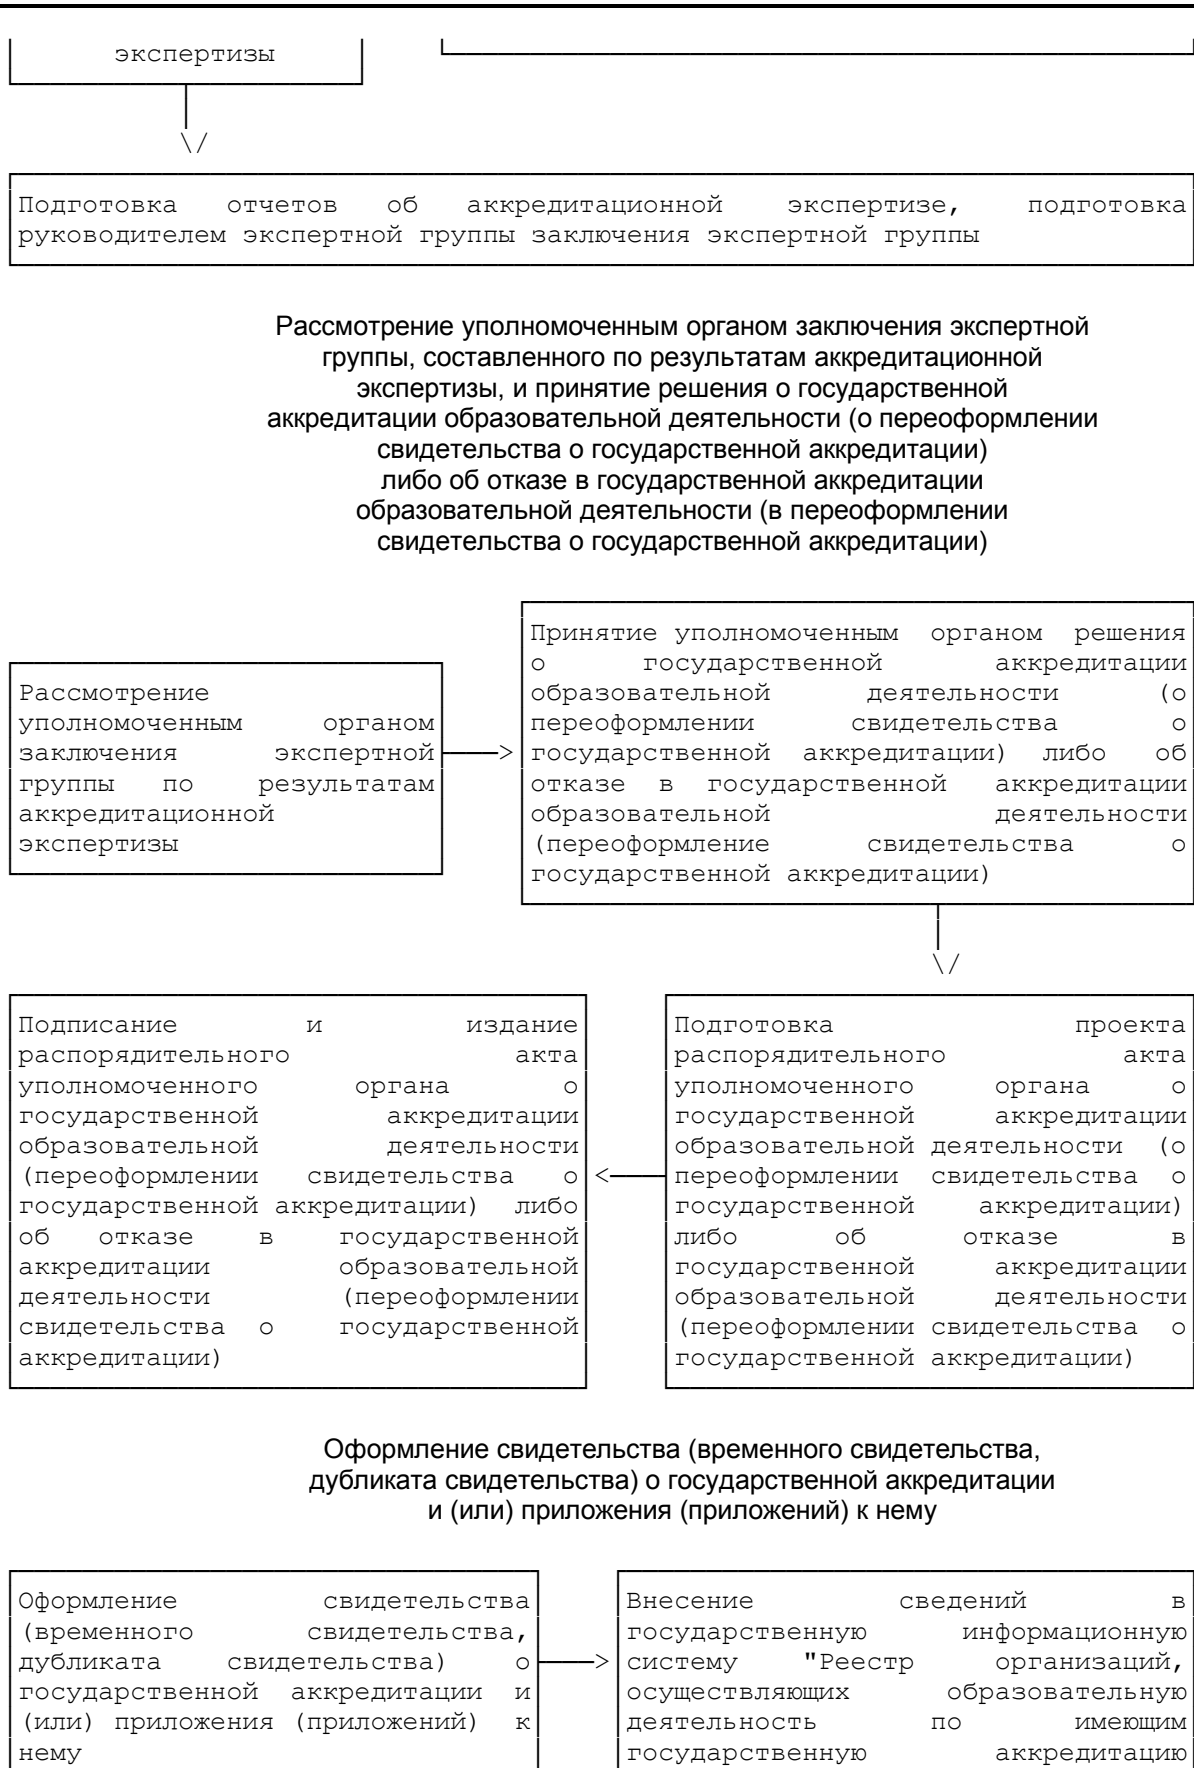 экспертизы
Подготовка отчетов об аккредитационной экспертизе, подготовка
руководителем экспертной группы заключения экспертной группы
Рассмотрение уполномоченным органом заключения экспертной
группы, составленного по результатам аккредитационной
экспертизы, и принятие решения о государственной
аккредитации образовательной деятельности (о переоформлении
свидетельства о государственной аккредитации)
либо об отказе в государственной аккредитации
образовательной деятельности (в переоформлении
свидетельства о государственной аккредитации)
Рассмотрение
уполномоченным органом
заключения экспертной
группы по результатам
аккредитационной
экспертизы
Принятие уполномоченным органом решения
о государственной аккредитации
образовательной деятельности (о
переоформлении свидетельства о
государственной аккредитации) либо об
отказе в государственной аккредитации
образовательной деятельности
(переоформление свидетельства о
государственной аккредитации)
Подписание и издание
распорядительного акта
уполномоченного органа о
государственной аккредитации
образовательной деятельности
(переоформлении свидетельства о
государственной аккредитации) либо
об отказе в государственной
аккредитации образовательной
деятельности (переоформлении
свидетельства о государственной
аккредитации)
Подготовка проекта
распорядительного акта
уполномоченного органа о
государственной аккредитации
образовательной деятельности (о
переоформлении свидетельства о
государственной аккредитации)
либо об отказе в
государственной аккредитации
образовательной деятельности
(переоформлении свидетельства о
государственной аккредитации)
Оформление свидетельства (временного свидетельства,
дубликата свидетельства) о государственной аккредитации
и (или) приложения (приложений) к нему
Оформление свидетельства
(временного свидетельства,
дубликата свидетельства) о
государственной аккредитации и
(или) приложения (приложений) к
нему
Внесение сведений в
государственную информационную
систему "Реестр организаций,
осуществляющих образовательную
деятельность по имеющим
государственную аккредитацию